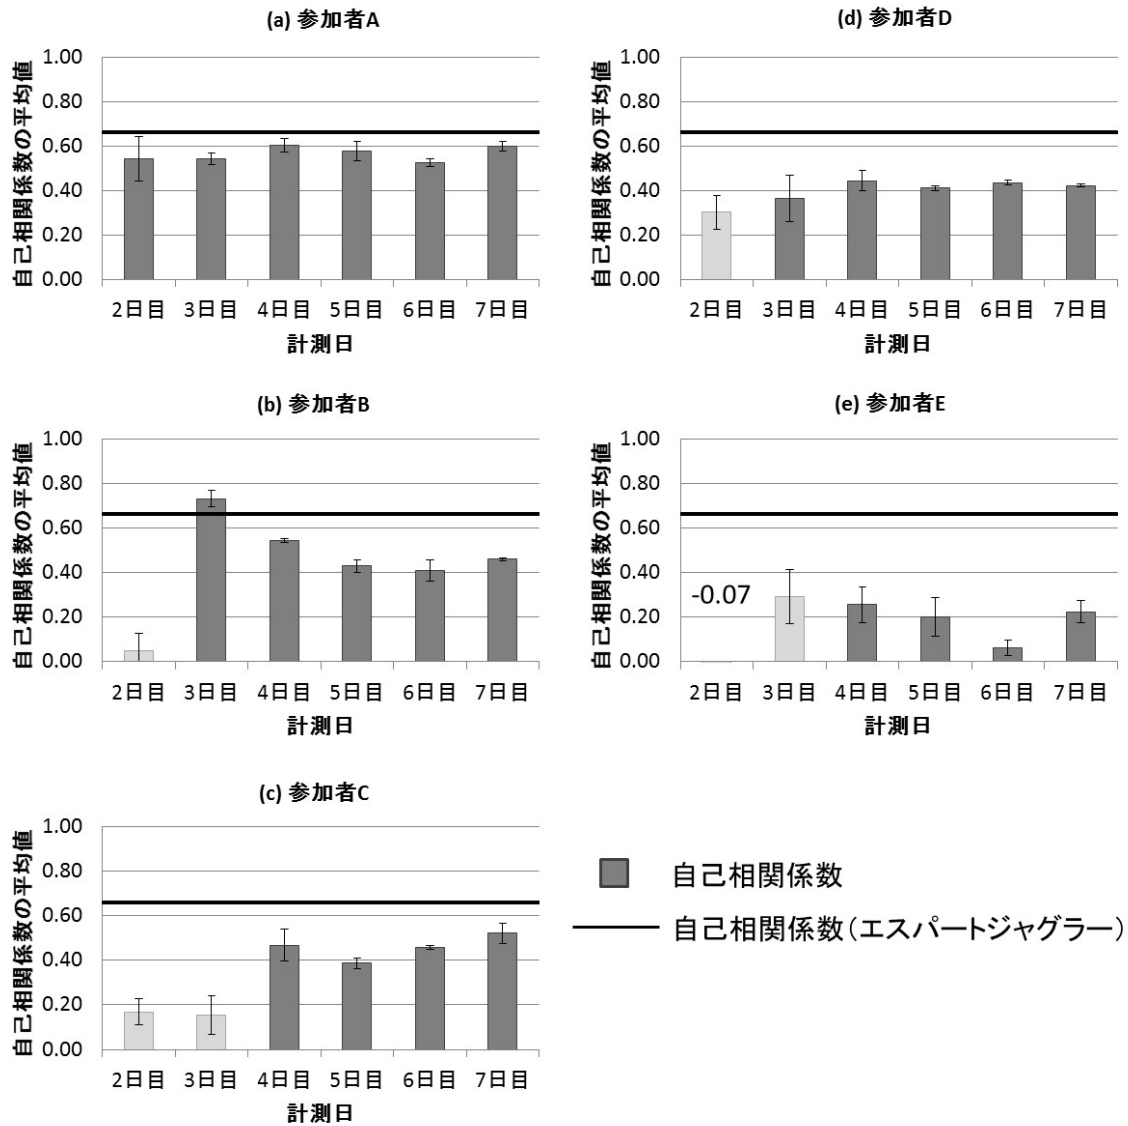 (a) 参加者A
自己相関係数の平均値
1.00
0.80
0.60
0.40
0.20
0.00
2日目 3日目 4日目 5日目 6日目 7日目
計測日
(b) 参加者B
自己相関係数の平均値
1.00
0.80
0.60
0.40
0.20
0.00
2日目 3日目 4日目 5日目 6日目 7日目
計測日
(c) 参加者C
自己相関係数の平均値
1.00
0.80
0.60
0.40
0.20
0.00
2日目 3日目 4日目 5日目 6日目 7日目
計測日
(d) 参加者D
自己相関係数の平均値
1.00
0.80
0.60
0.40
0.20
0.00
2日目 3日目 4日目 5日目 6日目 7日目
計測日
(e) 参加者E
自己相関係数の平均値
1.00
0.80
0.60
0.40
0.20
0.00
-0.07
2日目 3日目 4日目 5日目 6日目 7日目
計測日
自己相関係数
自己相関係数（エスパートジャグラー）